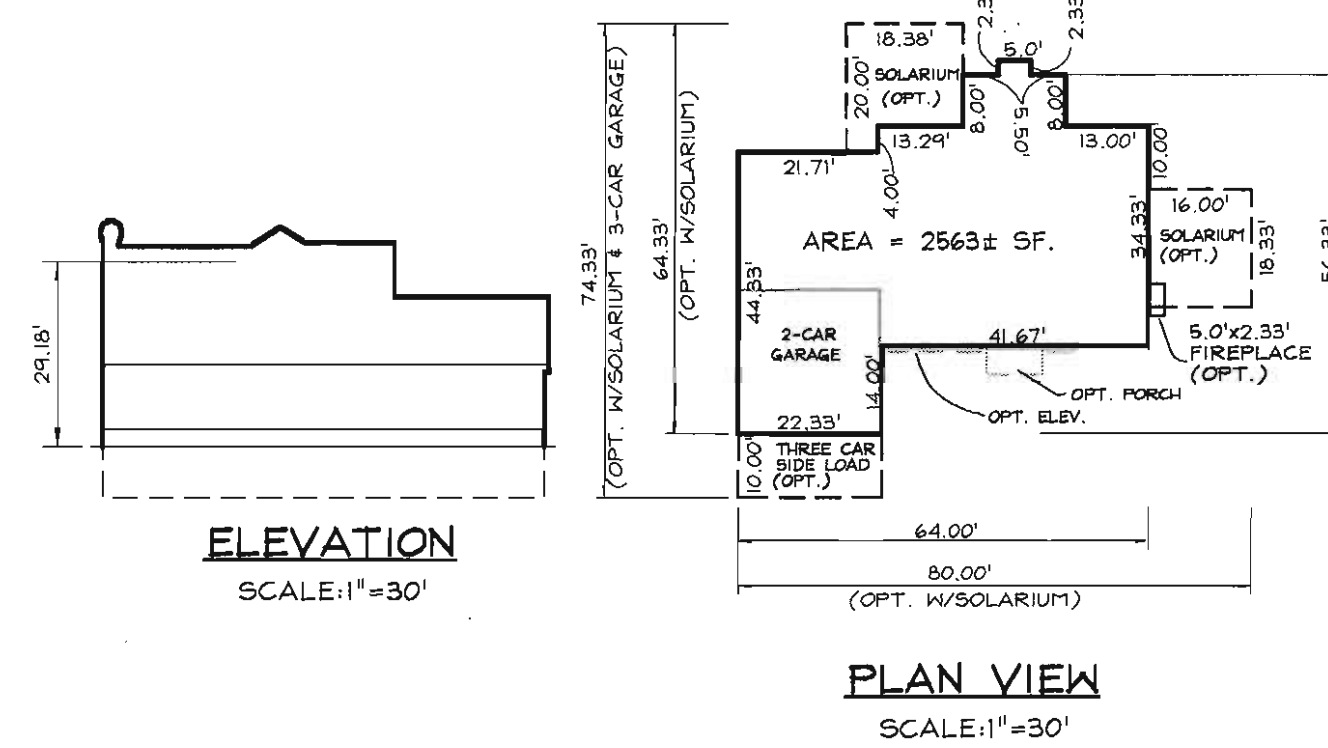 29.18'
ELEVATION
SCALE:1"=30'
74.33'
(OPT. W/SOLARIUM & 3-CAR GARAGE)
64.33'
(OPT. W/SOLARIUM)
18.38'
20.00'
SOLARIUM
(OPT.)
5.0'
2.33
8.00'
5.50'
8.00'
13.29'
13.00'
10.00'
21.71'
4.00'
16.00'
SOLARIUM
(OPT.)
18.33'
34.33'
AREA = 2563± SF.
44.33'
2-CAR
GARAGE
41.67'
5.0'x2.33'
FIREPLACE
(OPT.)
14.00'
OPT. PORCH
OPT. ELEV.
22.33'
10.00'
THREE CAR
SIDE LOAD
(OPT.)
64.00'
80.00'
(OPT. W/SOLARIUM)
PLAN VIEW
SCALE:1"=30'